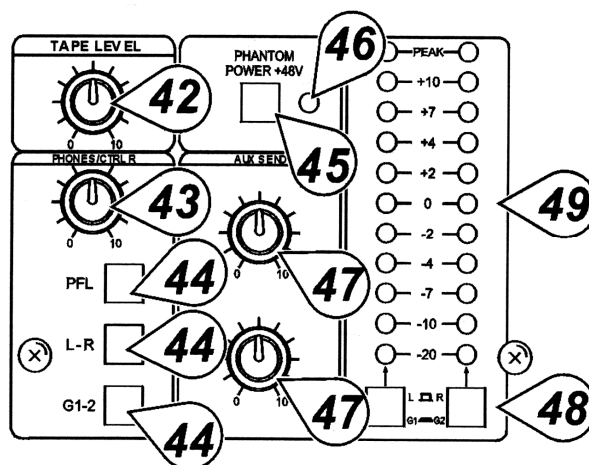 TAPE LEVEL
42
0 10
PHONES/CTRL R
43
0 10
PFL
44
L-R
44
G1-2
44
PHANTOM
POWER +48V
46
45
AUX SEND
0 10
47
0 10
47
PEAK
+10
+7
+4
+2
0
-2
-4
-7
-10
-20
49
L R
G1 G2
48